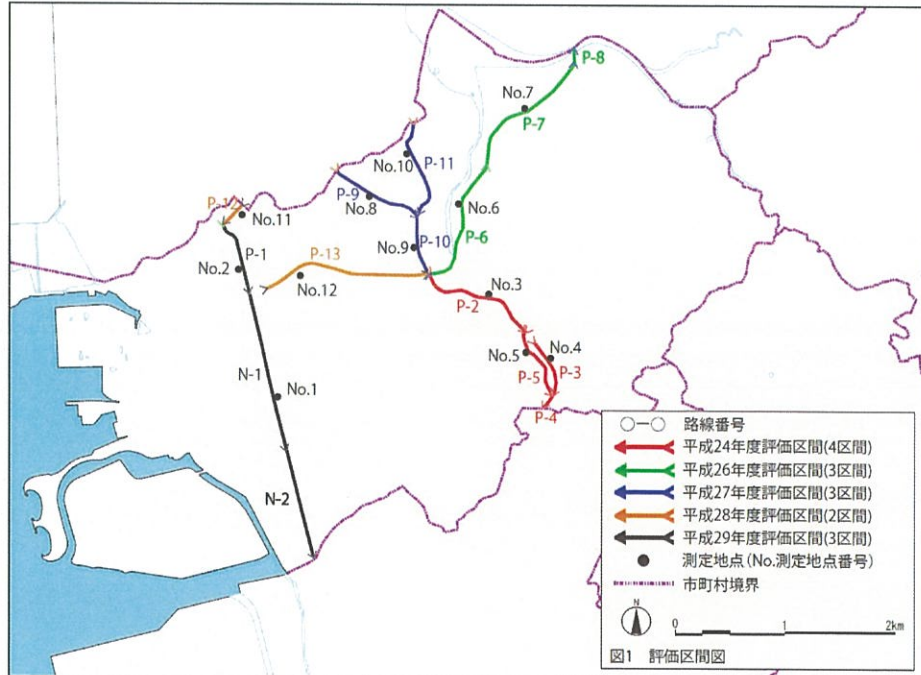 P-8
No.7
P-7
No.10
P-11
P-9
No.8
P-12
No.11
No.6
P-6
No.9
P-10
P-1
No.2
P-13
No.12
P-2
No.3
No.5
No.4
P-5
P-3
P-4
N-1
No.1
N-2
路線番号
平成24年度評価区間(4区間)
平成26年度評価区間(3区間)
平成27年度評価区間(3区間)
平成28年度評価区間(2区間)
平成29年度評価区間(3区間)
測定地点(No.測定地点番号)
市町村境界
N
0 1 2km
図1 評価区間図